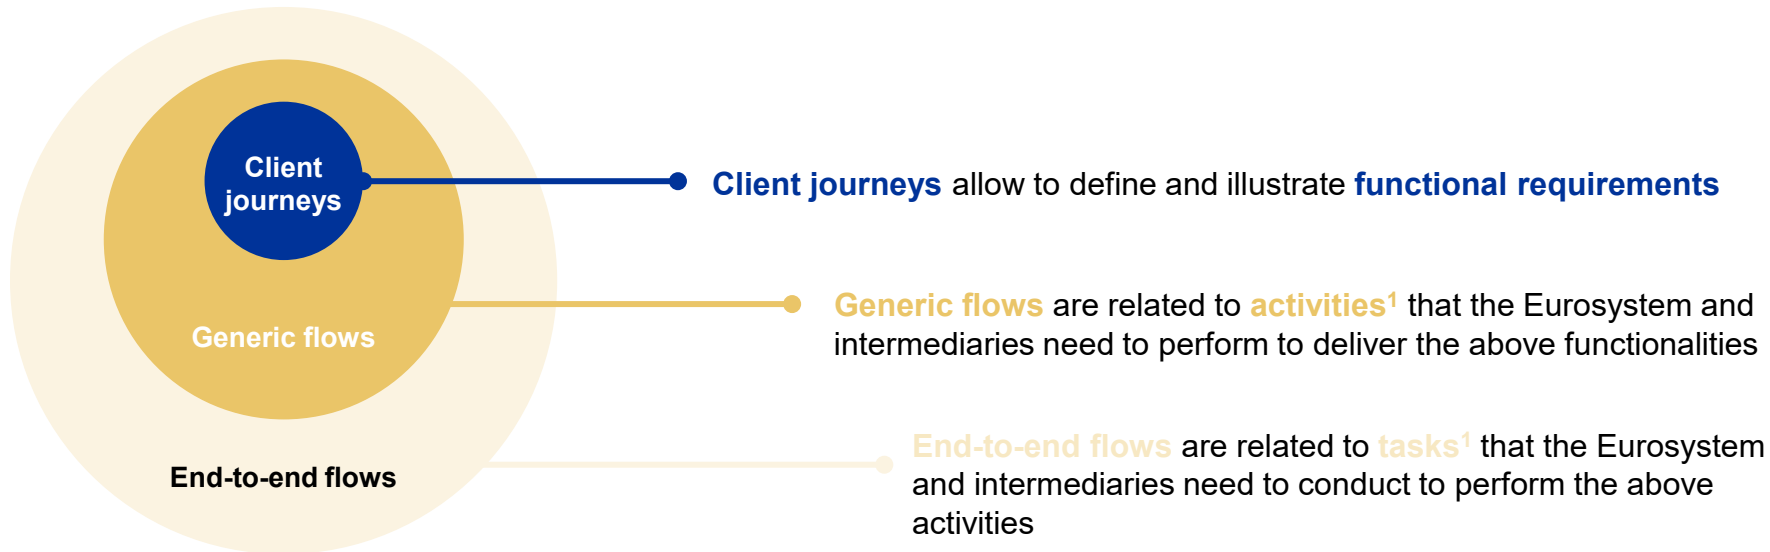 Client
journeys
Client journeys allow to define and illustrate functional requirements
Generic flows
Generic flows are related to activities¹ that the Eurosystem and
intermediaries need to perform to deliver the above functionalities
End-to-end flows
End-to-end flows are related to tasks¹ that the Eurosystem
and intermediaries need to conduct to perform the above
activities